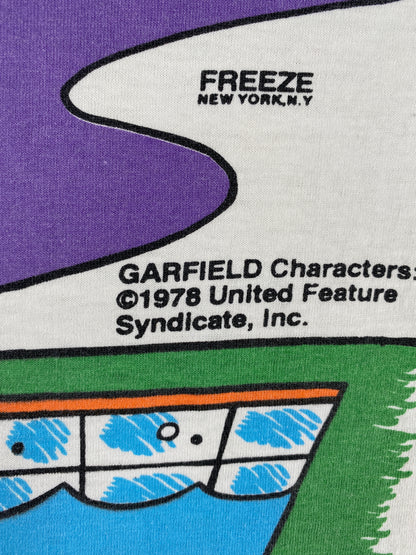 FREEZE
NEW YORK,N.Y
GARFIELD Characters:
©1978 United Feature
Syndicate, Inc.